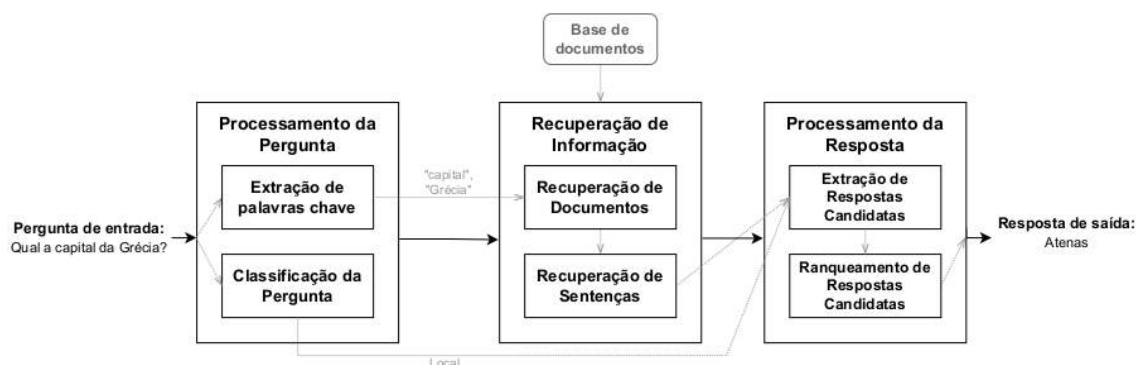 Base de
documentos
Processamento da
Pergunta
Recuperação de
Informação
Processamento da
Resposta
Extração de
palavras chave
"capital",
"Grécia"
Recuperação de
Documentos
Extração de
Respostas
Candidatas
Pergunta de entrada:
Qual a capital da Grécia?
Resposta de saída:
Atenas
Classificação da
Pergunta
Recuperação de
Sentenças
Ranqueamento de
Respostas
Candidatas
Local